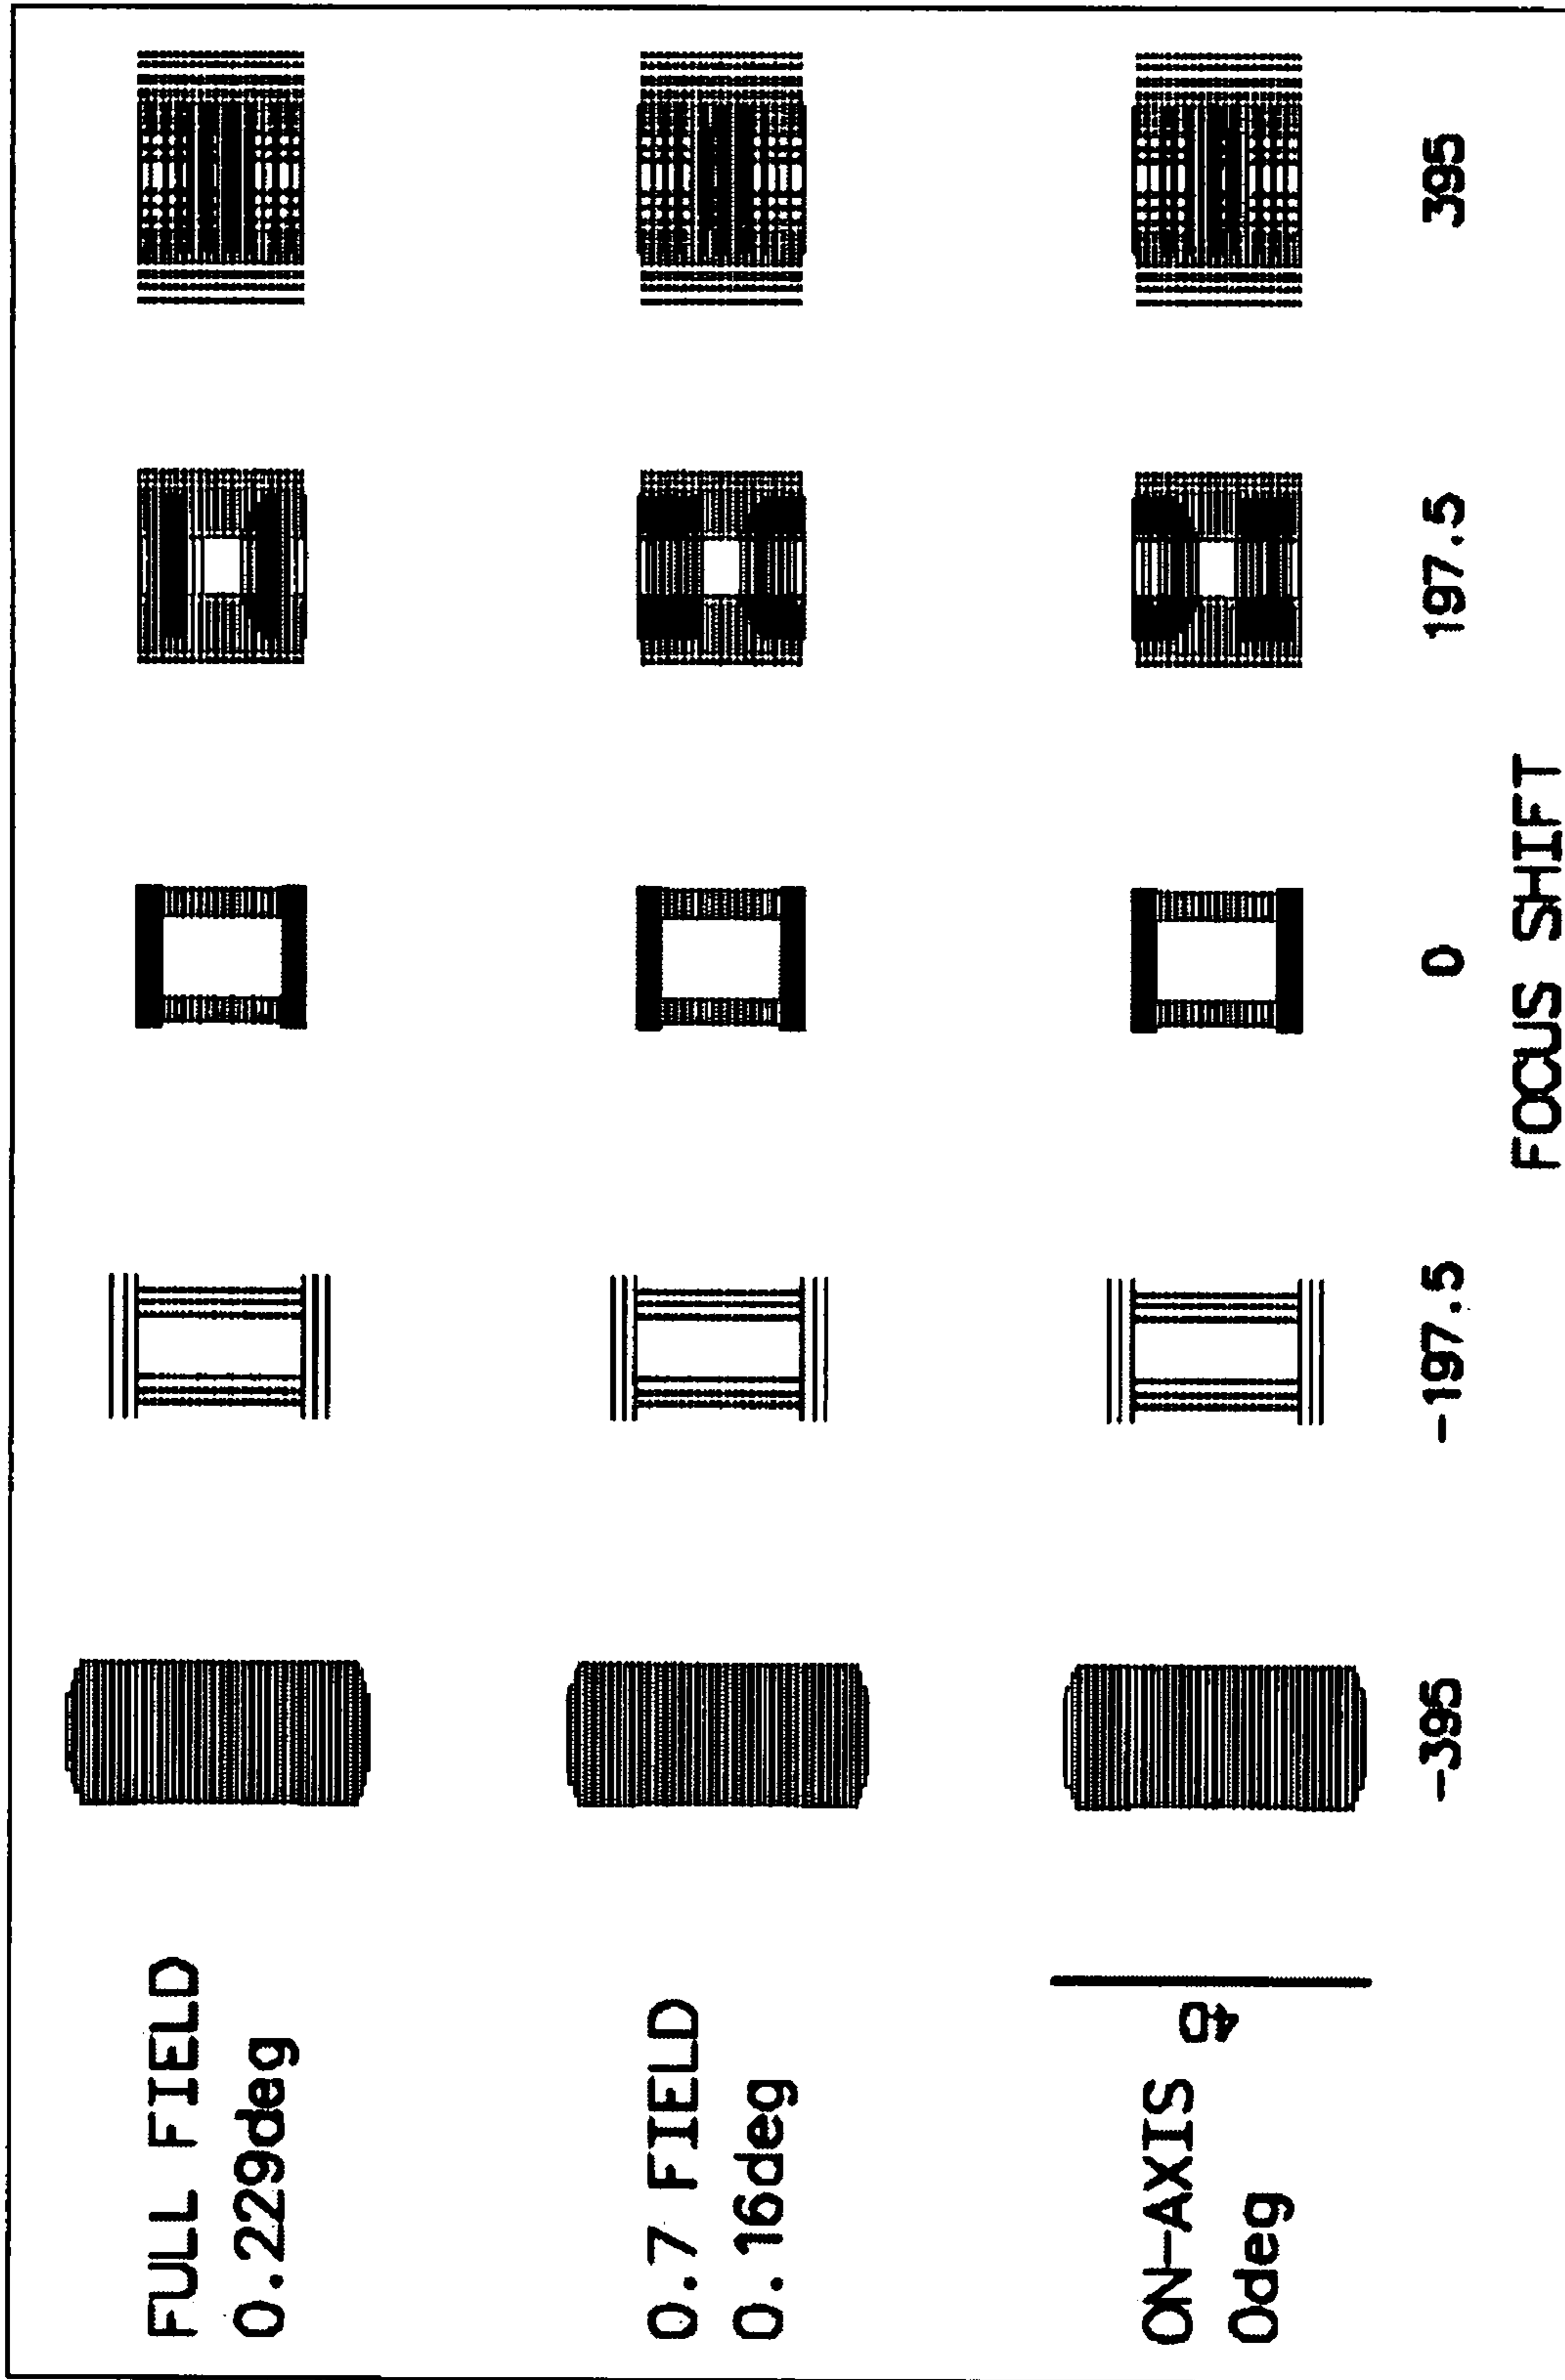 FULL FIELD
0.229deg
0.7 FIELD
0.16deg
ON-AXIS
0deg
4
-395
-197.5
0
197.5
395
FOCUS SHIFT